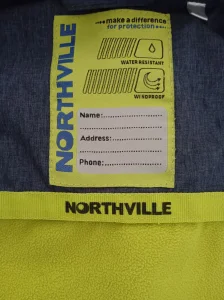 make a difference
for protection
NORTHVILLE
WATER RESISTANT
WINDPROOF
Name:
Address:
Phone:
NORTHVILLE